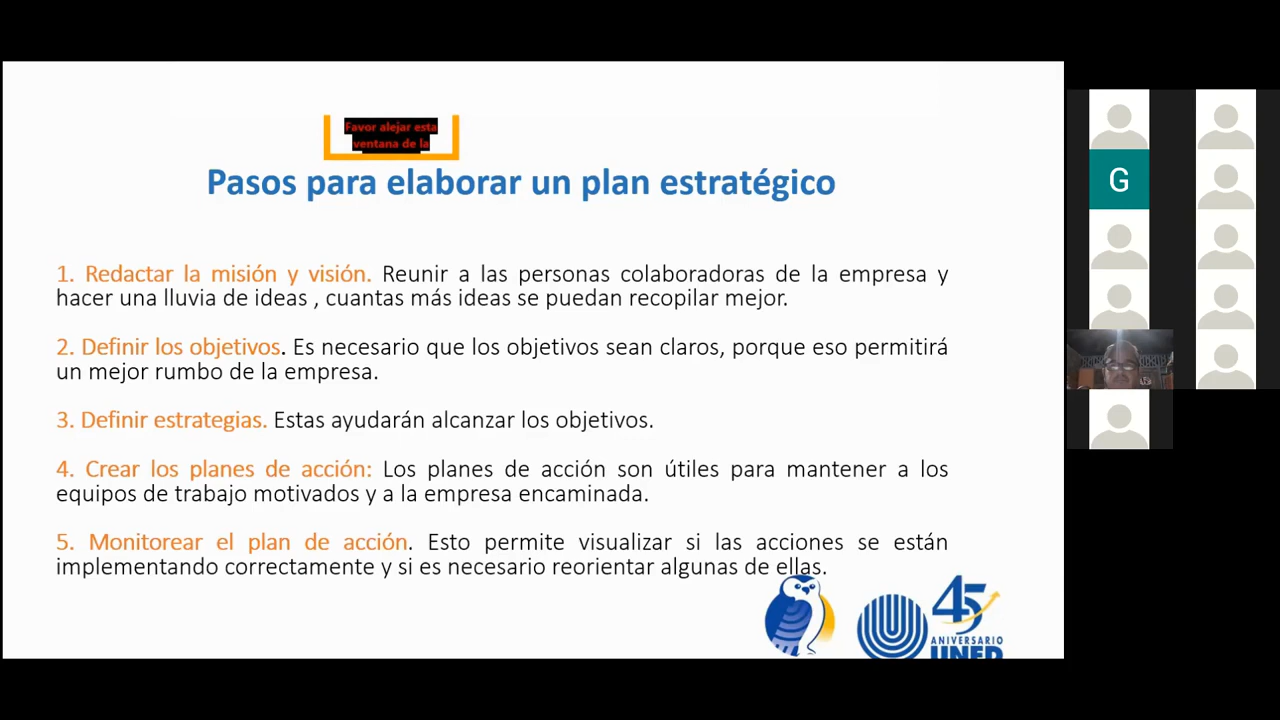 Favor alejar esta
ventana de la
Pasos para elaborar un plan estratégico
1. Redactar la misión y visión. Reunir a las personas colaboradoras de la empresa y
hacer una lluvia de ideas , cuantas más ideas se puedan recopilar mejor.
2. Definir los objetivos. Es necesario que los objetivos sean claros, porque eso permitirá
un mejor rumbo de la empresa.
3. Definir estrategias. Estas ayudarán alcanzar los objetivos.
4. Crear los planes de acción: Los planes de acción son útiles para mantener a los
equipos de trabajo motivados y a la empresa encaminada.
5. Monitorear el plan de acción. Esto permite visualizar si las acciones se están
implementando correctamente y si es necesario reorientar algunas de ellas.
45
ANIVERSARIO
UNED
G